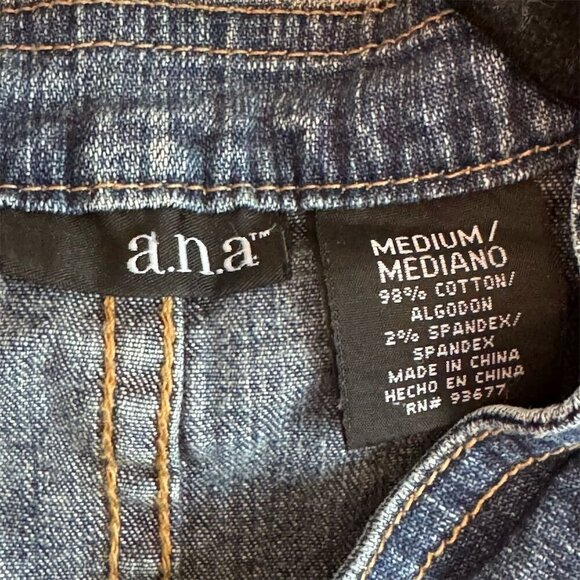 a.n.a™
MEDIUM/
MEDIANO
98% COTTON/
ALGODON
2% SPANDEX/
SPANDEX
MADE IN CHINA
HECHO EN CHINA
RN# 93677